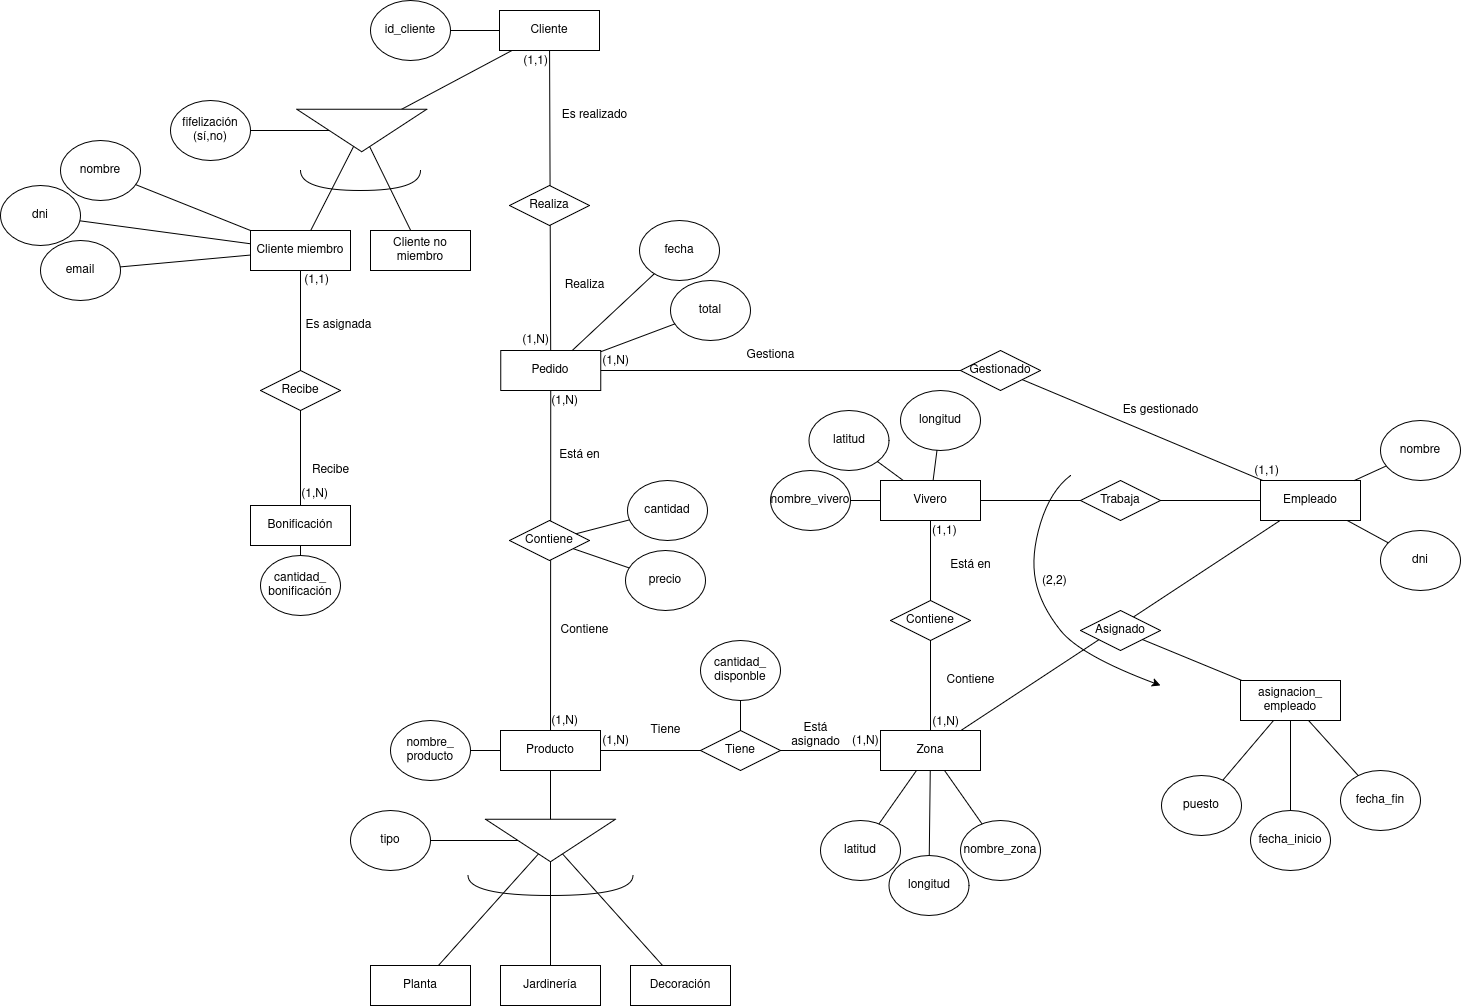 id_cliente
Cliente
(1,1)
fifelización
(sí,no)
Es realizado
nombre
dni
email
Cliente miembro
Cliente no
miembro
Realiza
(1,1)
fecha
Realiza
total
Es asignada
(1,N)
Pedido
(1,N)
Gestiona
Gestionado
Recibe
(1,N)
Es gestionado
longitud
latitud
Está en
nombre
(1,1)
Recibe
(1,N)
nombre_vivero
Vivero
Trabaja
Empleado
Bonificación
cantidad
Contiene
precio
(1,1)
Está en
dni
cantidad_
bonificación
(2,2)
Contiene
Contiene
Asignado
cantidad_
disponble
Contiene
asignacion_
empleado
(1,N)
Tiene
Está
asignado
(1,N)
nombre_
producto
Producto
(1,N)
Tiene
(1,N)
Zona
puesto
fecha_fin
tipo
fecha_inicio
latitud
longitud
nombre_zona
Planta
Jardinería
Decoración